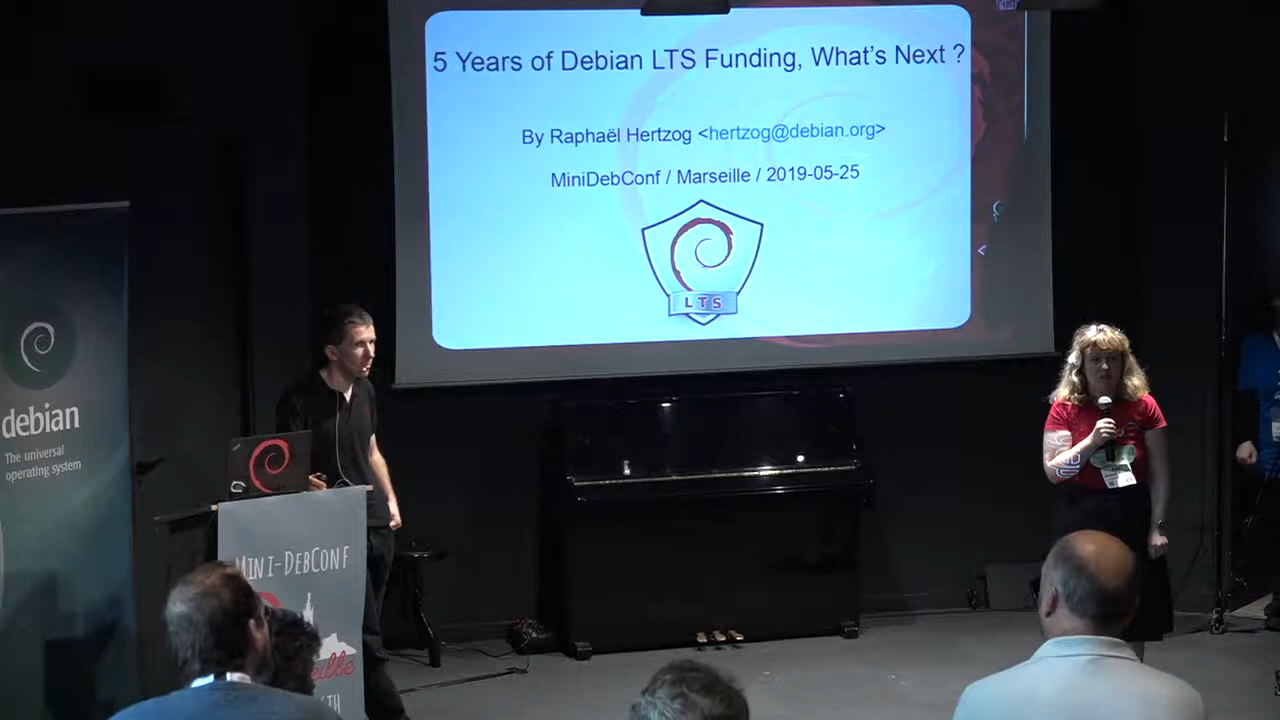 5 Years of Debian LTS Funding, What's Next ?
By Raphaël Hertzog <hertzog@debian.org>
MiniDebConf / Marseille / 2019-05-25
LTS
debian
The universal
operating system
MINI-DEBCONF